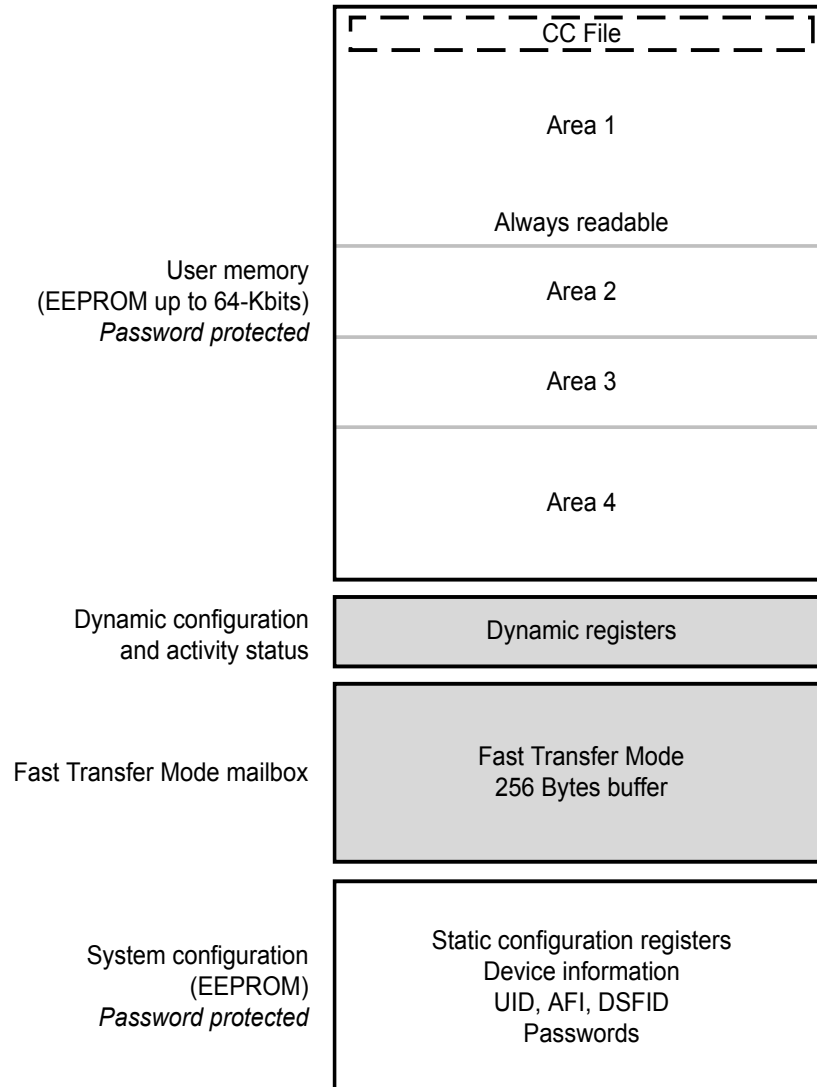 CC File
Area 1
Always readable
User memory
(EEPROM up to 64-Kbits)
Password protected
Area 2
Area 3
Area 4
Dynamic configuration
and activity status
Dynamic registers
Fast Transfer Mode mailbox
Fast Transfer Mode
256 Bytes buffer
System configuration
(EEPROM)
Password protected
Static configuration registers
Device information
UID, AFI, DSFID
Passwords